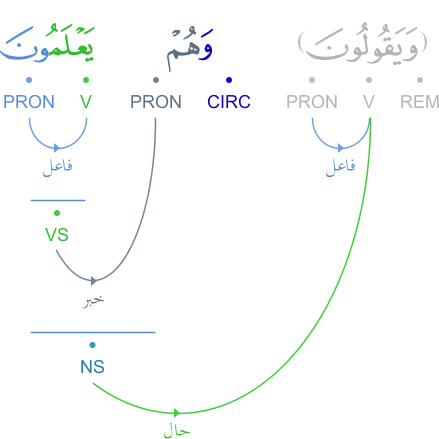 (وَيَقُولُونَ) وَهُمْ يَعْلَمُونَ
REM V PRON CIRC PRON V PRON
فاعل فاعل
VS
خبر
NS
حال